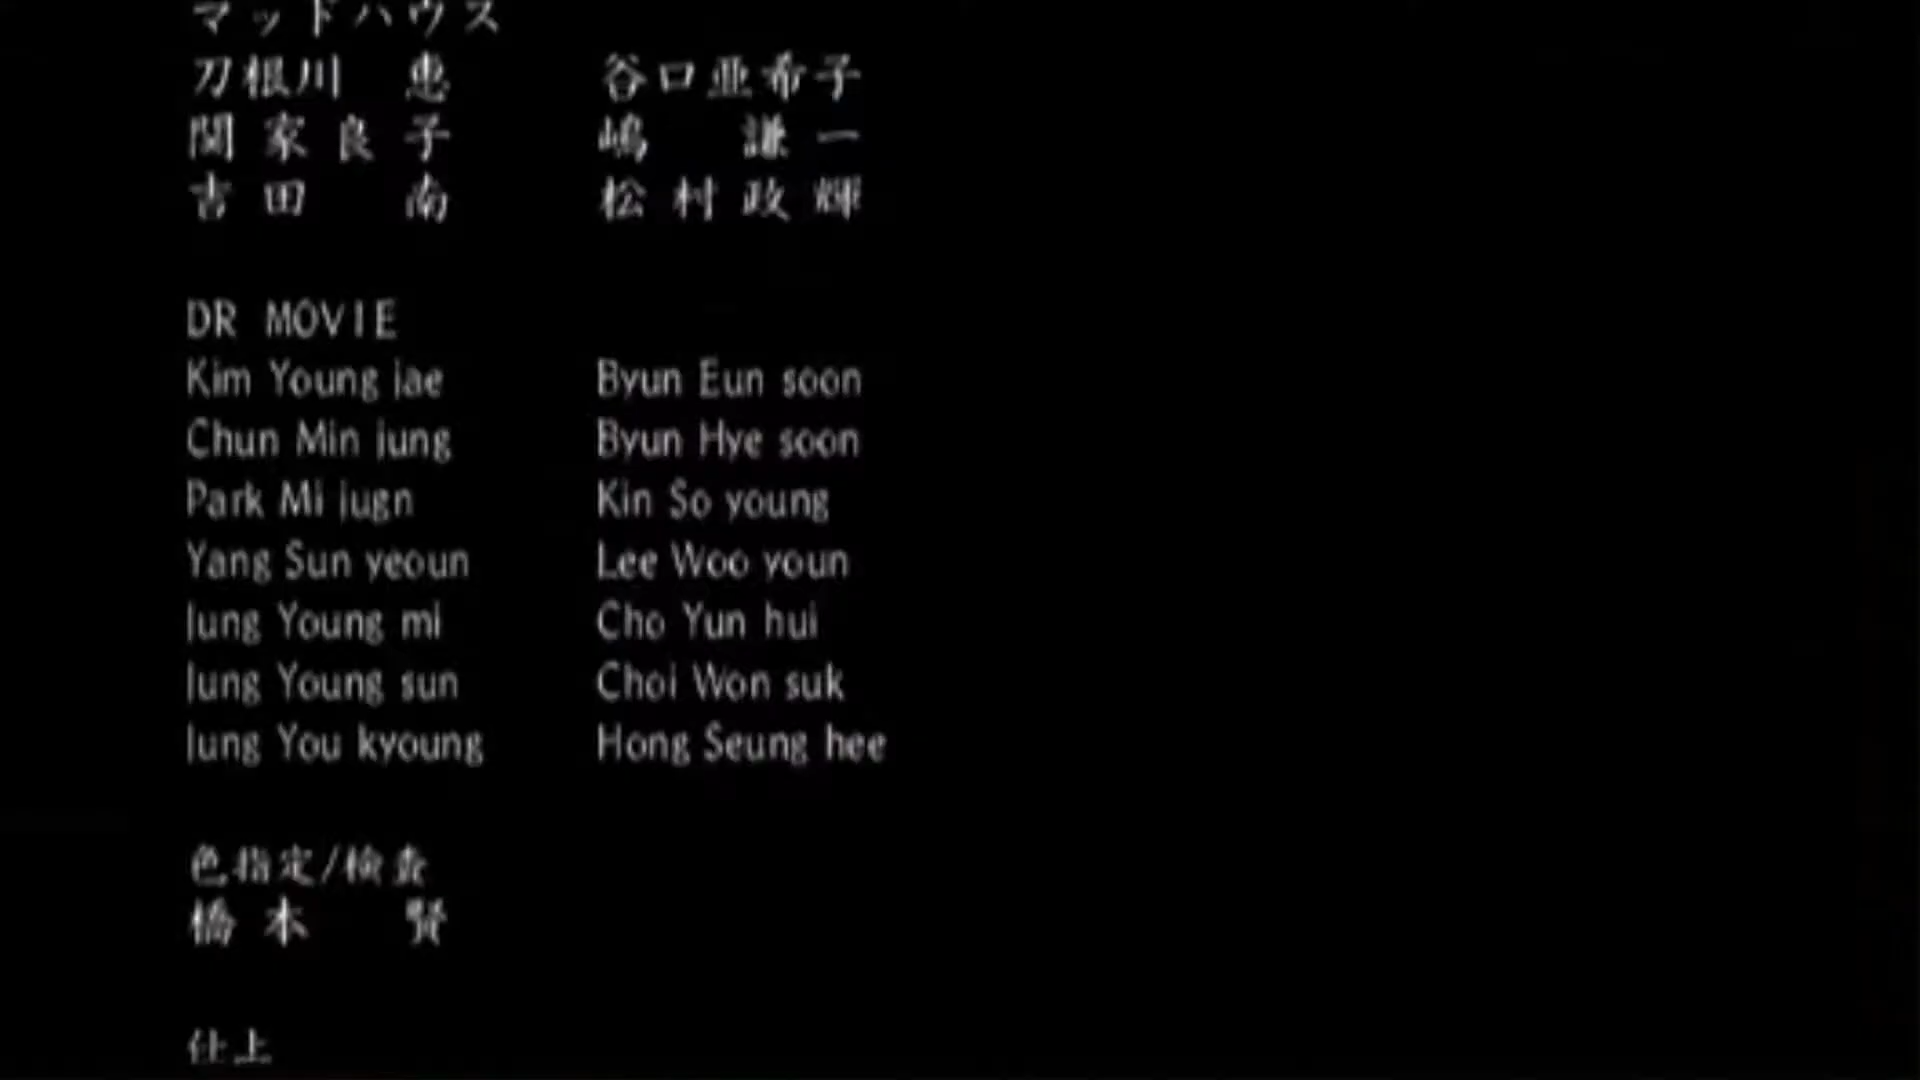 マッドハウス
刀根川 恵 谷口亜希子
関家良子 嶋 謙一
吉田 南 松村政輝
DR MOVIE
Kim Young jae Byun Eun soon
Chun Min jung Byun Hye soon
Park Mi jugn Kin So young
Yang Sun yeoun Lee Woo youn
Jung Young mi Cho Yun hui
Jung Young sun Choi Won suk
Jung You kyoung Hong Seung hee
色指定/検査
橋本 賢
仕上